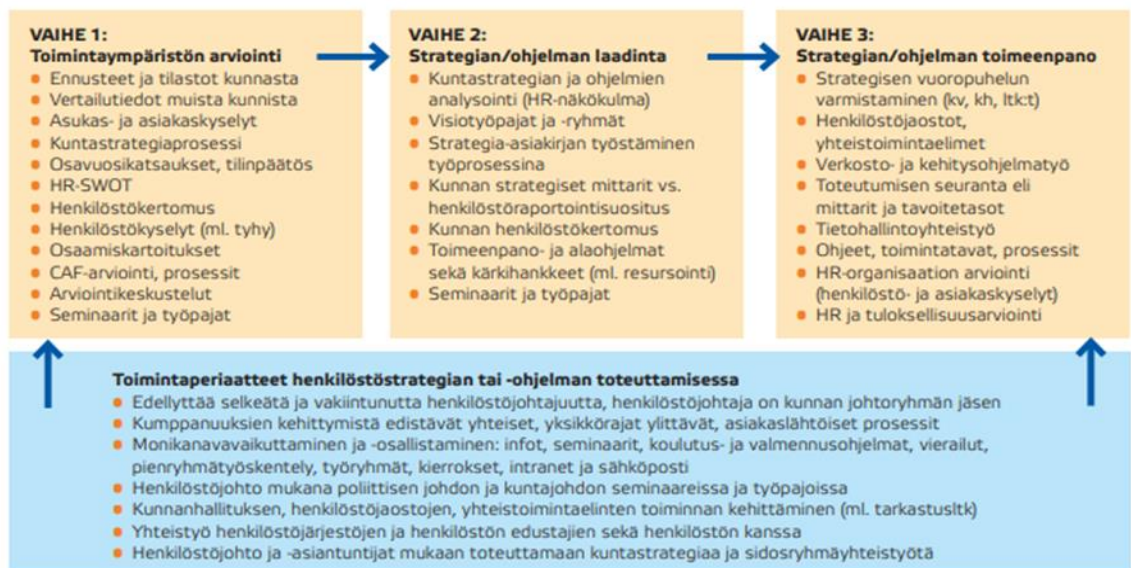 VAIHE 1:
Toimintaympäristön arviointi
• Ennusteet ja tilastot kunnasta
• Vertailutiedot muista kunnista
• Asukas- ja asiakaskyselyt
• Kuntastrategiaprosessi
• Osavuosikatsaukset, tilinpäätös
• HR-SWOT
• Henkilöstökertomus
• Henkilöstökyselyt (ml. tyhy)
• Osaamiskartoitukset
• CAF-arviointi, prosessit
• Arviointikeskustelut
• Seminaarit ja työpajat
VAIHE 2:
Strategian/ohjelman laadinta
• Kuntastrategian ja ohjelmien
analysointi (HR-näkökulma)
• Visiotyöpajat ja -ryhmät
• Strategia-asiakirjan työstäminen
työprosessina
• Kunnan strategiset mittarit vs.
henkilöstöraportointisuositus
• Kunnan henkilöstökertomus
• Toimeenpano- ja alaohjelmat
sekä kärkihankkeet (ml. resursointi)
• Seminaarit ja työpajat
VAIHE 3:
Strategian/ohjelman toimeenpano
• Strategisen vuoropuhelun
varmistaminen (kv, kh, ltk:t)
• Henkilöstöjaostot,
yhteistoimintaelimet
• Verkosto- ja kehitysohjelmatyö
• Toteutumisen seuranta eli
mittarit ja tavoitetasot
• Tietohallintoyhteistyö
• Ohjeet, toimintatavat, prosessit
• HR-organisaation arviointi
(henkilöstö- ja asiakaskyselyt)
• HR ja tuloksellisuusarviointi
Toimintaperiaatteet henkilöstöstrategian tai -ohjelman toteuttamisessa
• Edellyttää selkeätä ja vakiintunutta henkilöstöjohtajuutta, henkilöstöjohtaja on kunnan johtoryhmän jäsen
• Kumppanuuksien kehittymistä edistävät yhteiset, yksikkörajat ylittävät, asiakaslähtöiset prosessit
• Monikanavavaikuttaminen ja -osallistaminen: infot, seminaarit, koulutus- ja valmennusohjelmat, vierailut,
pienryhmätyöskentely, työryhmät, kierrokset, intranet ja sähköposti
• Henkilöstöjohto mukana poliittisen johdon ja kuntajohdon seminaareissa ja työpajoissa
• Kunnanhallituksen, henkilöstöjaostojen, yhteistoimintaelinten toiminnan kehittäminen (ml. tarkastusltk)
• Yhteistyö henkilöstöjärjestöjen ja henkilöstön edustajien sekä henkilöstön kanssa
• Henkilöstöjohto ja -asiantuntijat mukaan toteuttamaan kuntastrategiaa ja sidosryhmäyhteistyötä